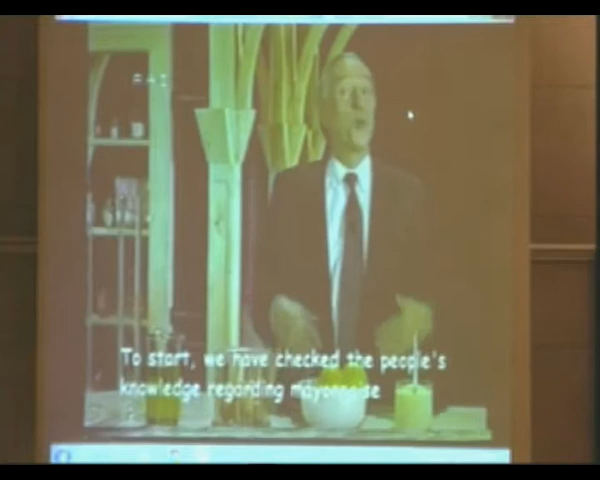 To start, we have checked the people's
knowledge regarding mayonnaise